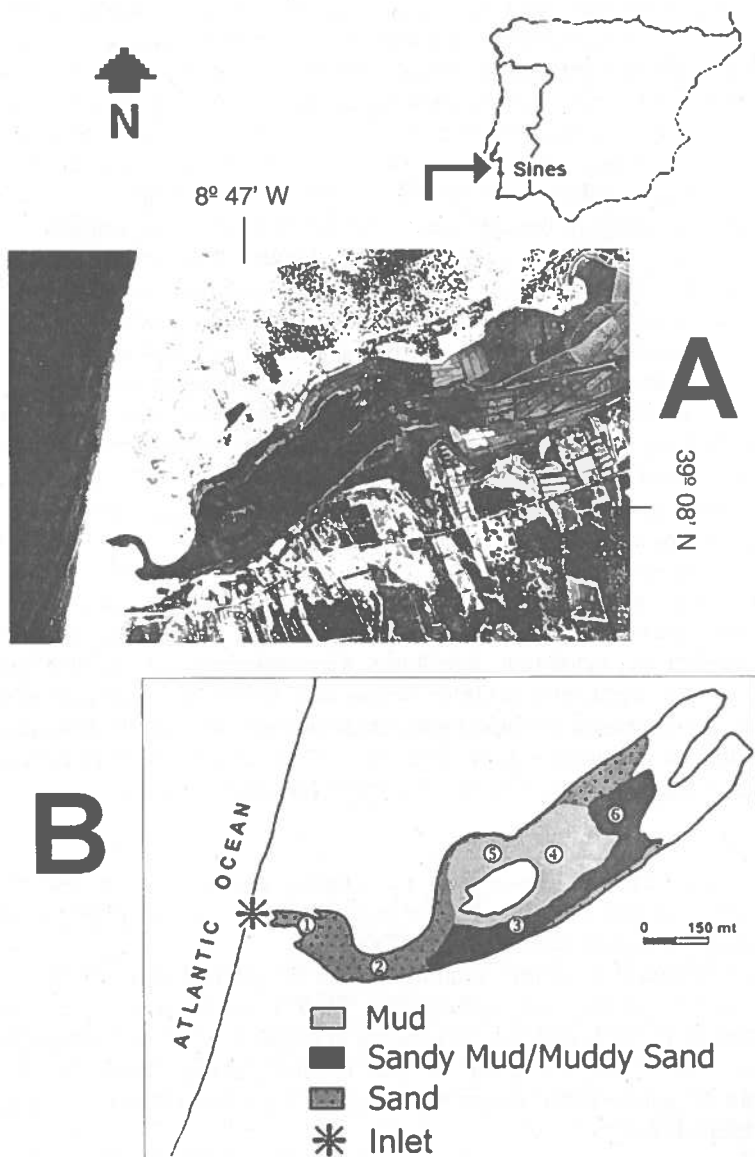 N
Sines
8º 47' W
A
39º 08' N
B
ATLANTIC OCEAN
1
2
3
4
5
6
0 150 mt
Mud
Sandy Mud/Muddy Sand
Sand
Inlet